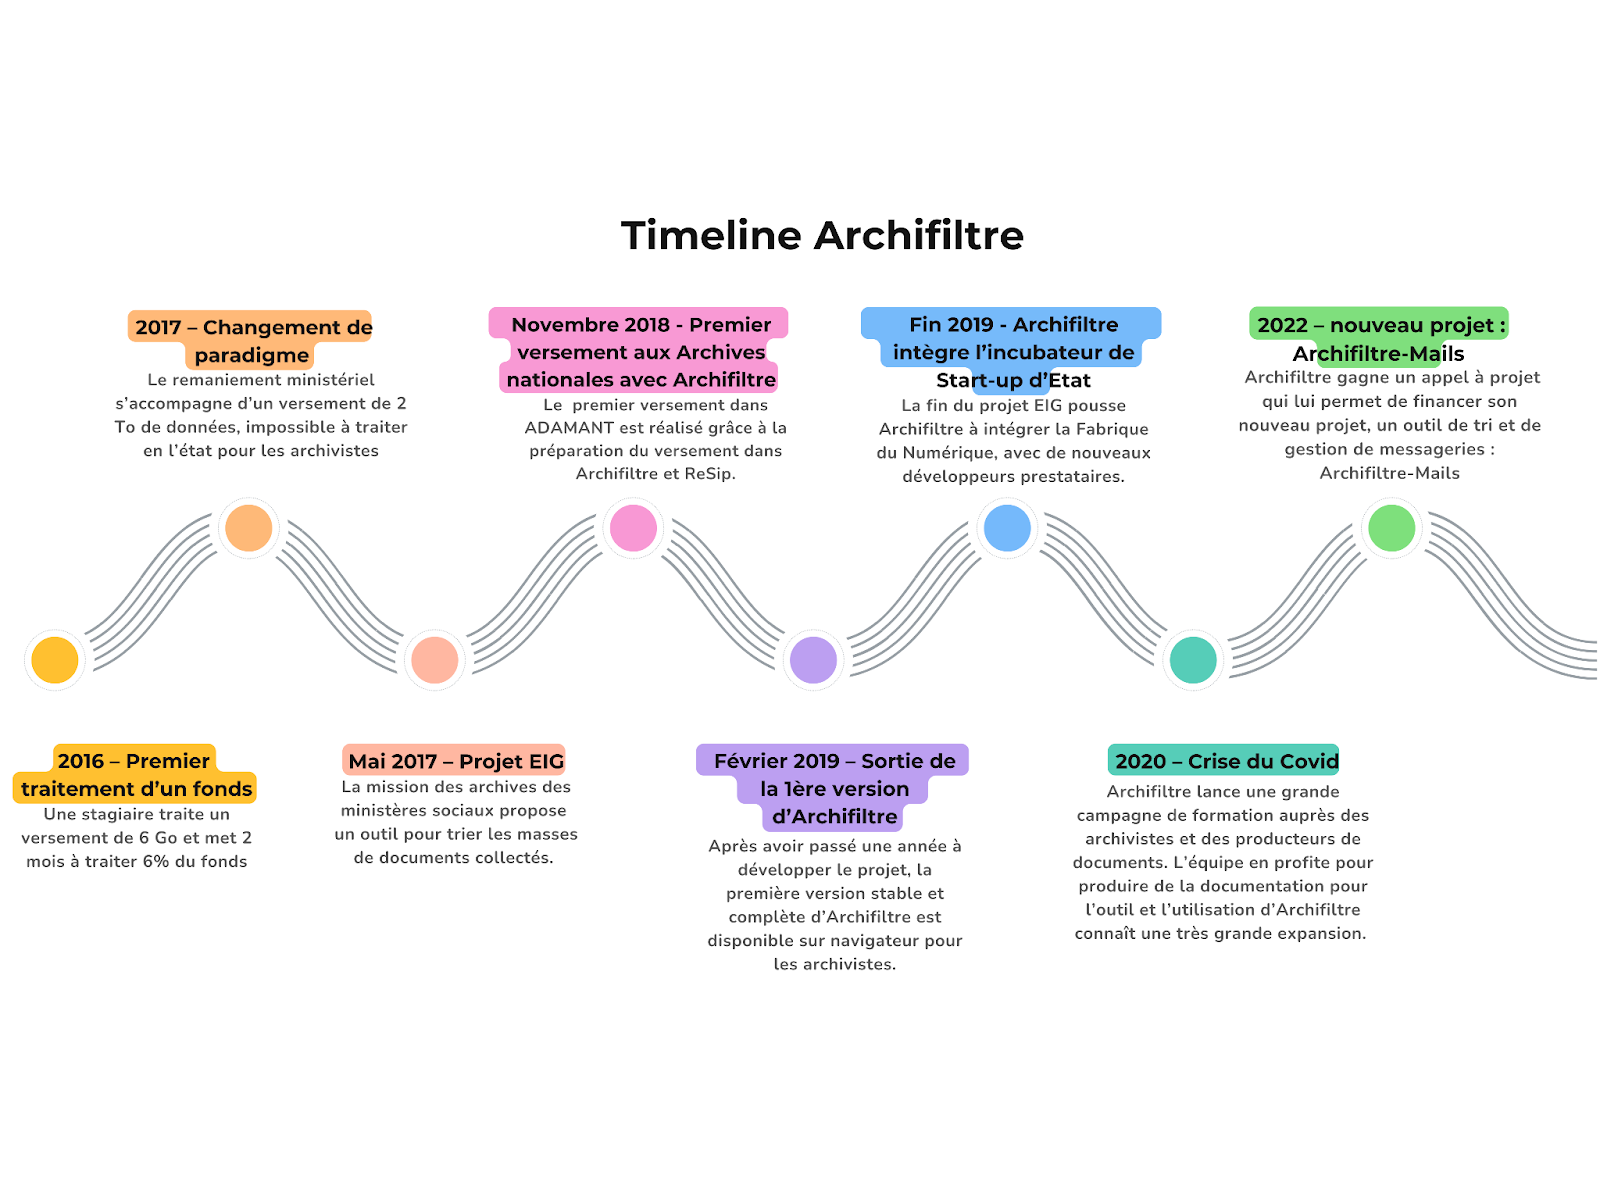 Timeline Archifiltre
2017 – Changement de
paradigme
Le remaniement ministériel
s’accompagne d’un versement de 2
To de données, impossible à traiter
en l’état pour les archivistes
Novembre 2018 - Premier
versement aux Archives
nationales avec Archifiltre
Le premier versement dans
ADAMANT est réalisé grâce à la
préparation du versement dans
Archifiltre et ReSip.
Fin 2019 - Archifiltre
intègre l’incubateur de
Start-up d’Etat
La fin du projet EIG pousse
Archifiltre à intégrer la Fabrique
du Numérique, avec de nouveaux
développeurs prestataires.
2022 – nouveau projet :
Archifiltre-Mails
Archifiltre gagne un appel à projet
qui lui permet de financer son
nouveau projet, un outil de tri et de
gestion de messageries :
Archifiltre-Mails
2016 – Premier
traitement d’un fonds
Une stagiaire traite un
versement de 6 Go et met 2
mois à traiter 6% du fonds
Mai 2017 – Projet EIG
La mission des archives des
ministères sociaux propose
un outil pour trier les masses
de documents collectés.
Février 2019 – Sortie de
la 1ère version
d’Archifiltre
Après avoir passé une année à
développer le projet, la
première version stable et
complète d’Archifiltre est
disponible sur navigateur pour
les archivistes.
2020 – Crise du Covid
Archifiltre lance une grande
campagne de formation auprès des
archivistes et des producteurs de
documents. L’équipe en profite pour
produire de la documentation pour
l’outil et l’utilisation d’Archifiltre
connaît une très grande expansion.